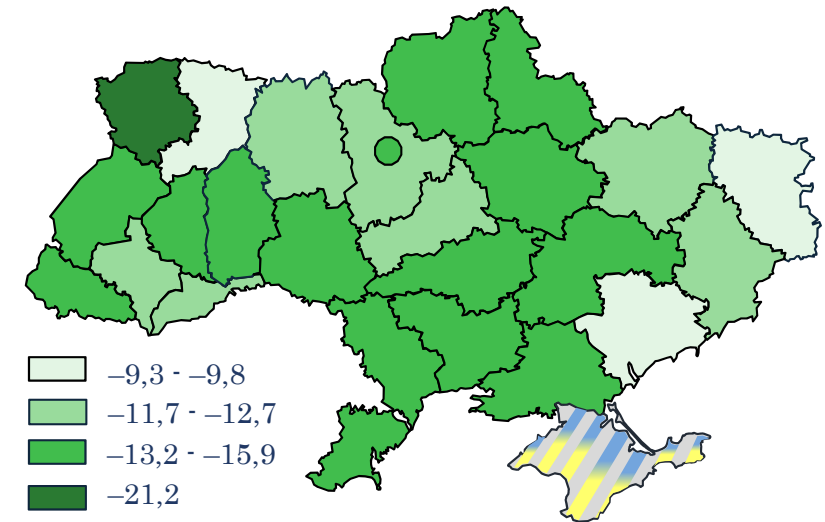 –9,3 - –9,8
–11,7 - –12,7
–13,2 - –15,9
–21,2